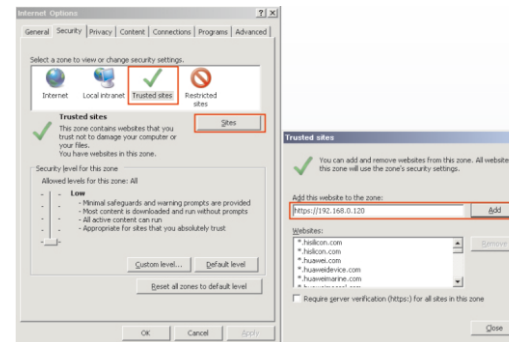 Internet Options
General Security Privacy Content Connections Programs Advanced
Select a zone to view or change security settings.
Internet Local intranet Trusted sites Restricted sites
Trusted sites
This zone contains websites that you
trust not to damage your computer or
your files.
You have websites in this zone.
Sites
Security level for this zone
Allowed levels for this zone: All
Low
- Minimal safeguards and warning prompts are provided
- Most content is downloaded and run without prompts
- All active content can run
- Appropriate for sites that you absolutely trust
Custom level... Default level
Reset all zones to default level
OK Cancel Apply
Trusted sites
You can add and remove websites from this zone. All website
this zone will use the zone's security settings.
Add this website to the zone:
https://192.168.0.120 Add
Websites:
*.hisilicon.com Remove
*.hislicon.com
*.huawei.com
*.huaweidevice.com
*.huaweimarine.com
Require server verification (https:) for all sites in this zone
Close